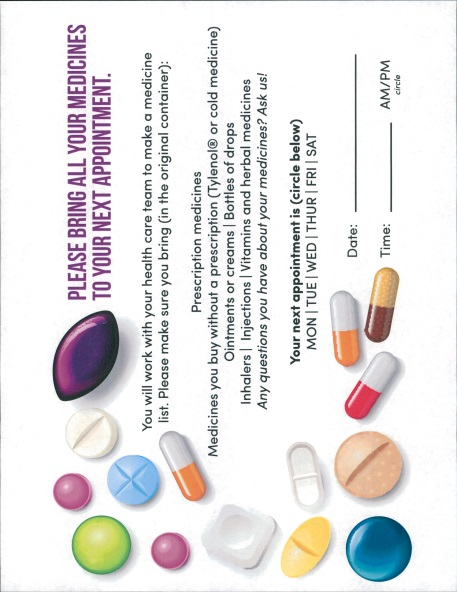 PLEASE BRING ALL YOUR MEDICINES
TO YOUR NEXT APPOINTMENT.
You will work with your health care team to make a medicine
list. Please make sure you bring (in the original container):
Prescription medicines
Medicines you buy without a prescription (Tylenol® or cold medicine)
Ointments or creams | Bottles of drops
Inhalers | Injections | Vitamins and herbal medicines
Any questions you have about your medicines? Ask us!
Your next appointment is (circle below)
MON | TUE | WED | THUR | FRI | SAT
Date:
Time: AM/PM
circle